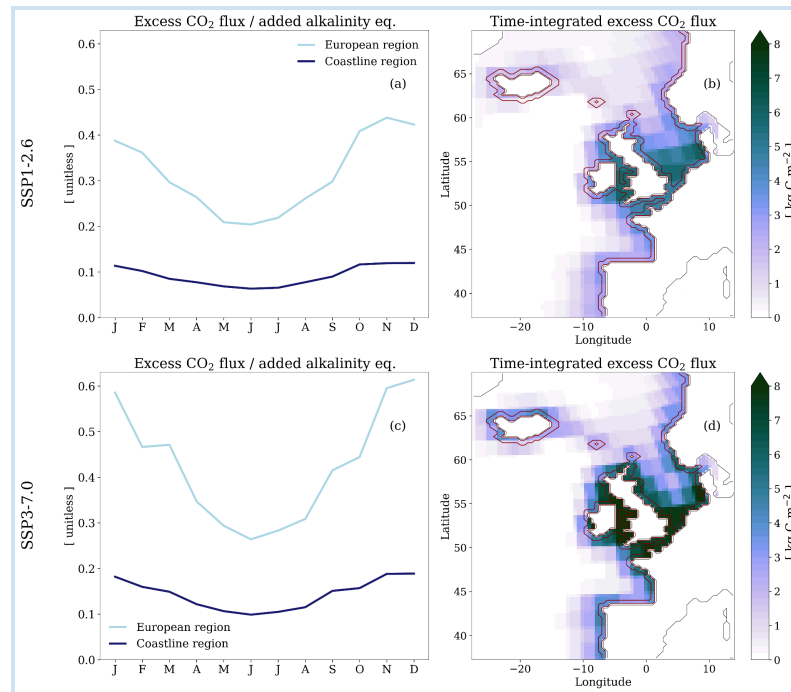 Excess CO₂ flux / added alkalinity eq.
Time-integrated excess CO₂ flux
SSP1-2.6
[ unitless ]
0.6
0.5
0.4
0.3
0.2
0.1
0.0
European region
Coastline region
(a)
J F M A M J J A S O N D
Latitude
65
60
55
50
45
40
(b)
−20 −10 0 10
Longitude
8
7
6
5
4
3
2
1
0
[ kg C m⁻² ]
Excess CO₂ flux / added alkalinity eq.
Time-integrated excess CO₂ flux
SSP3-7.0
[ unitless ]
0.6
0.5
0.4
0.3
0.2
0.1
0.0
(c)
European region
Coastline region
J F M A M J J A S O N D
Latitude
65
60
55
50
45
40
(d)
−20 −10 0 10
Longitude
8
7
6
5
4
3
2
1
0
[ kg C m⁻² ]